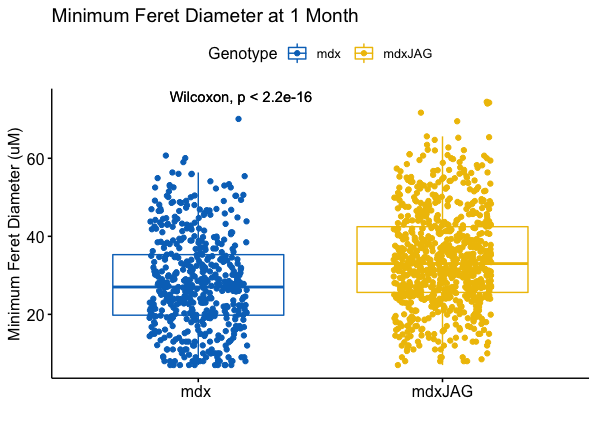 Minimum Feret Diameter at 1 Month
Genotype mdx mdxJAG
Wilcoxon, p < 2.2e-16
Minimum Feret Diameter (uM)
60
40
20
mdx mdxJAG